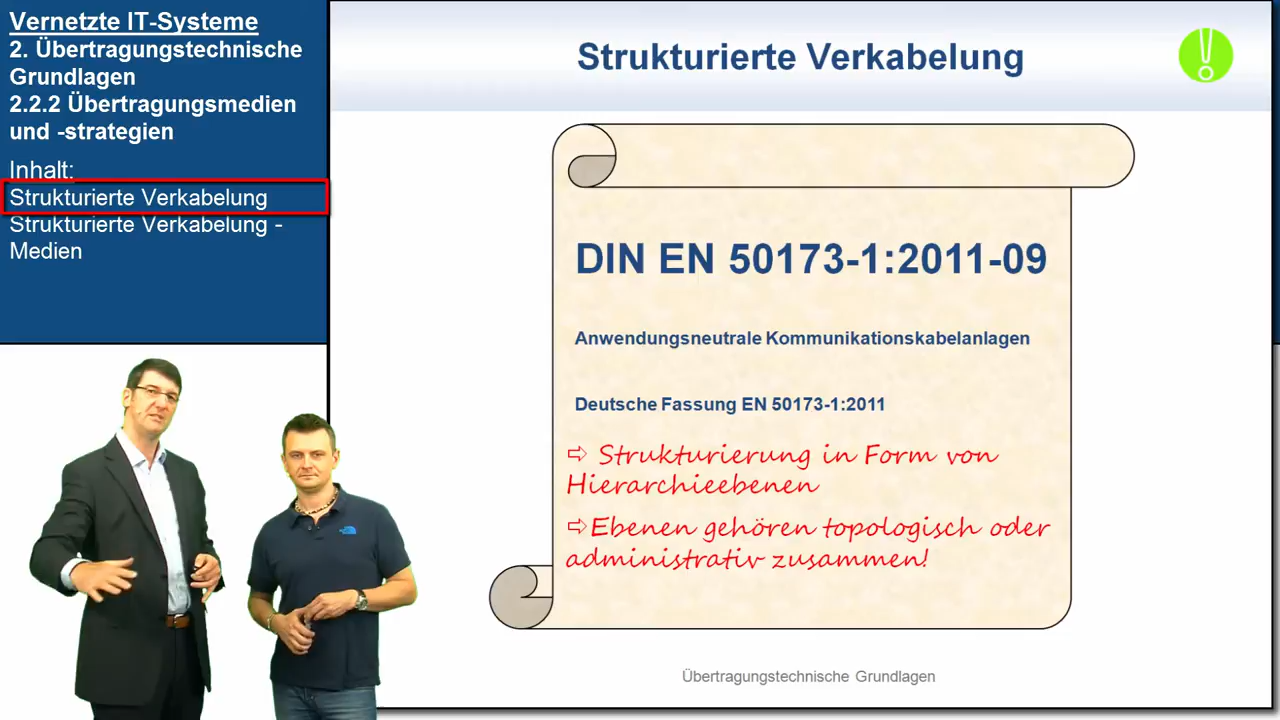 Vernetzte IT-Systeme
2. Übertragungstechnische
Grundlagen
2.2.2 Übertragungsmedien
und -strategien
Inhalt:
Strukturierte Verkabelung
Strukturierte Verkabelung -
Medien
Strukturierte Verkabelung
DIN EN 50173-1:2011-09
Anwendungsneutrale Kommunikationskabelanlagen
Deutsche Fassung EN 50173-1:2011
⇨ Strukturierung in Form von
Hierarchieebenen
⇨Ebenen gehören topologisch oder
administrativ zusammen!
Übertragungstechnische Grundlagen